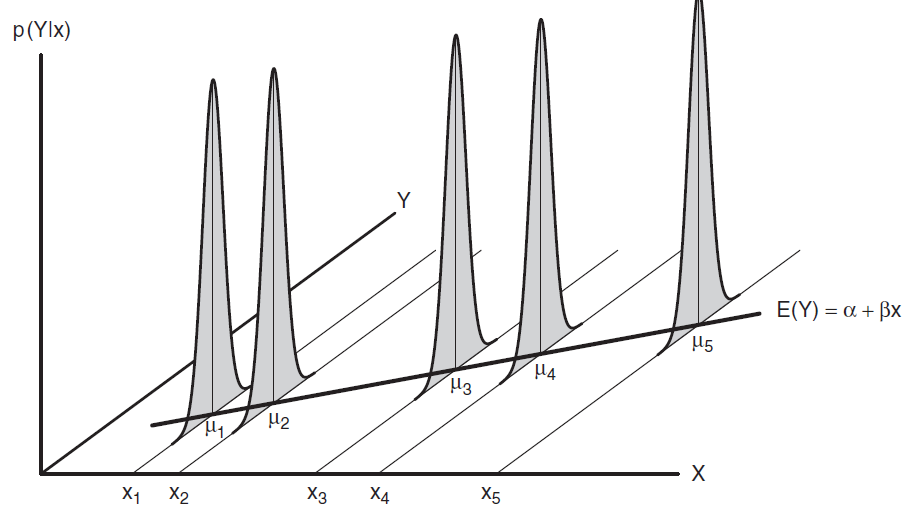 p(Y|x)
Y
E(Y) = α + βx
μ₁
μ₂
μ₃
μ₄
μ₅
X
x₁
x₂
x₃
x₄
x₅